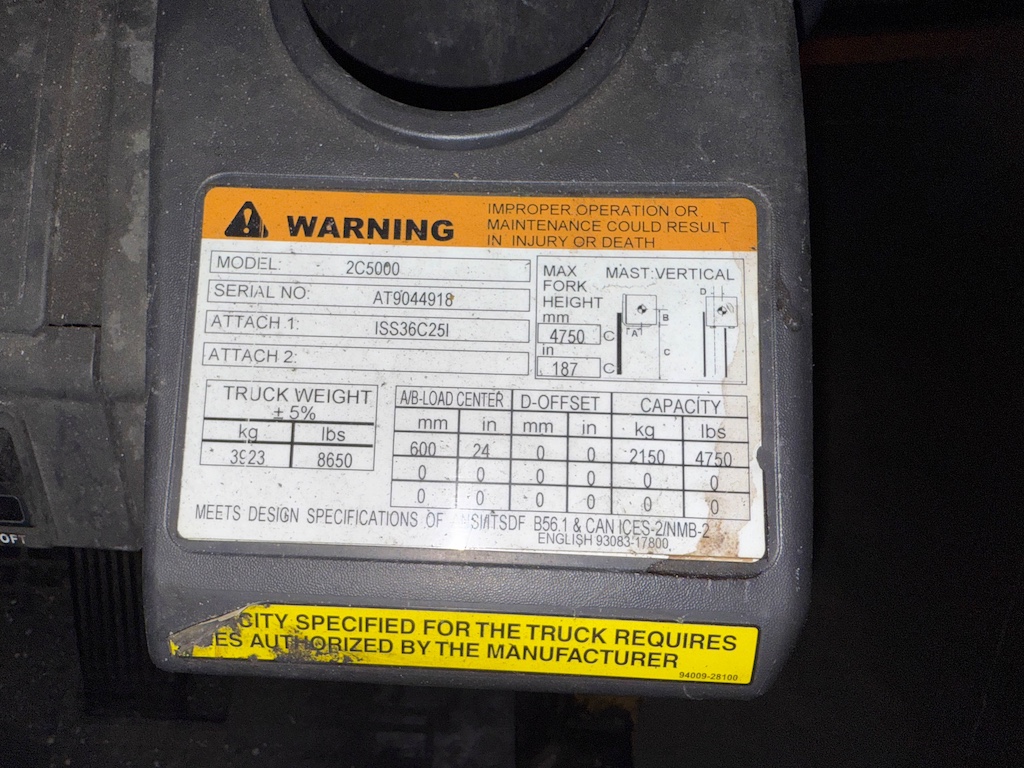 WARNING
IMPROPER OPERATION OR
MAINTENANCE COULD RESULT
IN INJURY OR DEATH
MODEL: 2C5000
SERIAL NO: AT9044918
ATTACH 1: ISS36C25I
ATTACH 2:
MAX FORK HEIGHT
MAST:VERTICAL
mm
4750 C
in
187 C
D
A
B
C
TRUCK WEIGHT
± 5%
kg lbs
3923 8650
A/B-LOAD CENTER D-OFFSET CAPACITY
mm in mm in kg lbs
600 24 0 0 2150 4750
0 0 0 0 0 0
0 0 0 0 0 0
MEETS DESIGN SPECIFICATIONS OF B56.1 & CAN ICES-2/NMB-2
ENGLISH 93083-17800
CITY SPECIFIED FOR THE TRUCK REQUIRES
ES AUTHORIZED BY THE MANUFACTURER
94009-28100
OFT